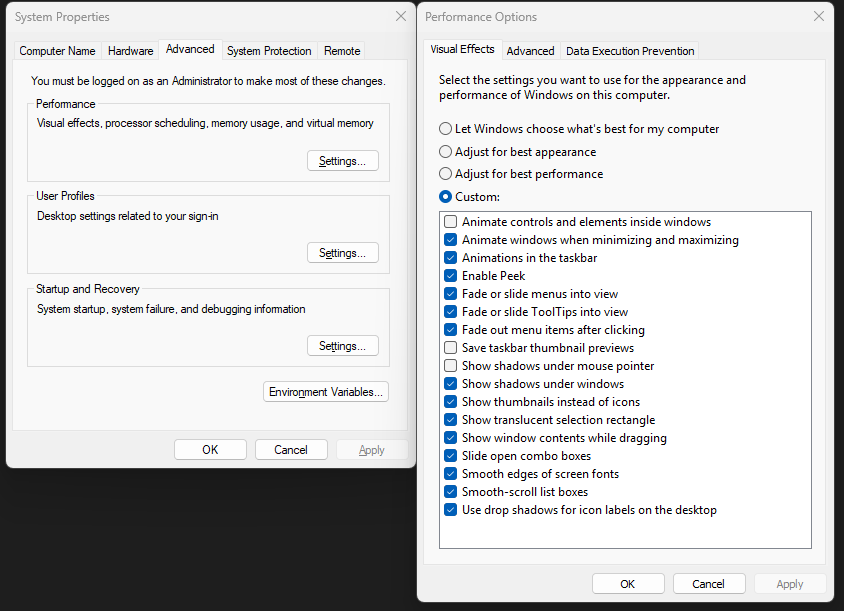 System Properties
Computer Name
Hardware
Advanced
System Protection
Remote
You must be logged on as an Administrator to make most of these changes.
Performance
Visual effects, processor scheduling, memory usage, and virtual memory
Settings...
User Profiles
Desktop settings related to your sign-in
Settings...
Startup and Recovery
System startup, system failure, and debugging information
Settings...
Environment Variables...
OK
Cancel
Apply
Performance Options
Visual Effects
Advanced
Data Execution Prevention
Select the settings you want to use for the appearance and
performance of Windows on this computer.
Let Windows choose what's best for my computer
Adjust for best appearance
Adjust for best performance
Custom:
Animate controls and elements inside windows
Animate windows when minimizing and maximizing
Animations in the taskbar
Enable Peek
Fade or slide menus into view
Fade or slide ToolTips into view
Fade out menu items after clicking
Save taskbar thumbnail previews
Show shadows under mouse pointer
Show shadows under windows
Show thumbnails instead of icons
Show translucent selection rectangle
Show window contents while dragging
Slide open combo boxes
Smooth edges of screen fonts
Smooth-scroll list boxes
Use drop shadows for icon labels on the desktop
OK
Cancel
Apply